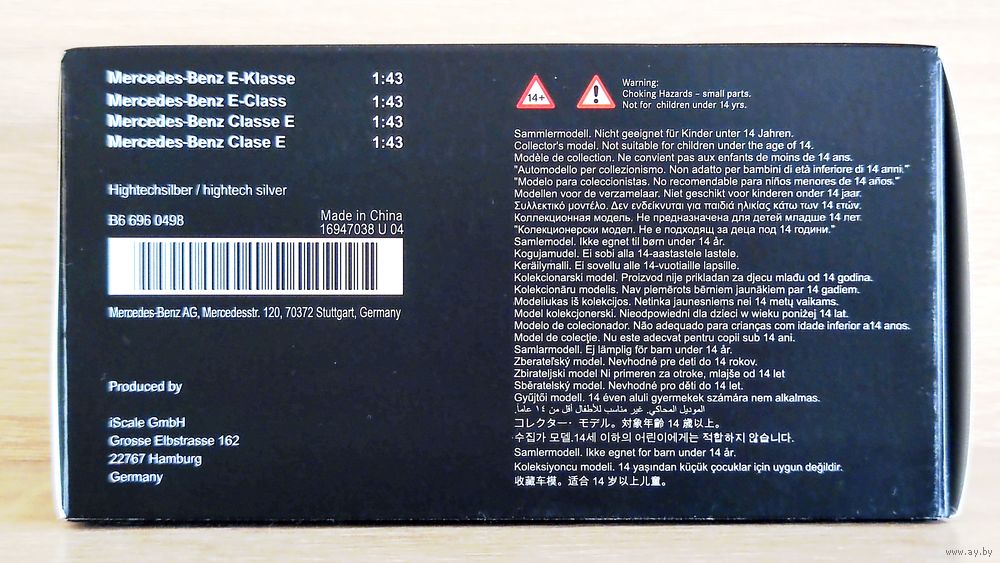 Mercedes-Benz E-Klasse 1:43
Mercedes-Benz E-Class 1:43
Mercedes-Benz Classe E 1:43
Mercedes-Benz Clase E 1:43
Hightechsilber / hightech silver
B6 696 0498
Made in China
16947038 U 04
Mercedes-Benz AG, Mercedesstr. 120, 70372 Stuttgart, Germany
Produced by
iScale GmbH
Grosse Elbstrasse 162
22767 Hamburg
Germany
14+
!
Warning:
Choking Hazards – small parts.
Not for children under 14 yrs.
Sammlermodell. Nicht geeignet für Kinder unter 14 Jahren.
Collector's model. Not suitable for children under the age of 14.
Modèle de collection. Ne convient pas aux enfants de moins de 14 ans.
"Automodello per collezionismo. Non adatto per bambini di età inferiore di 14 anni."
"Modelo para coleccionistas. No recomendable para niños menores de 14 años."
Modellen voor de verzamelaar. Niet geschikt voor kinderen onder 14 jaar.
Συλλεκτικό μοντέλο. Δεν ενδείκνυται για παιδιά ηλικίας κάτω των 14 ετών.
Коллекционная модель. Не предназначена для детей младше 14 лет.
"Колекционерски модел. Не е подходящ за деца под 14 години."
Samlemodel. Ikke egnet til børn under 14 år.
Kogujamudel. Ei sobi alla 14-aastastele lastele.
Keräilymalli. Ei sovellu alle 14-vuotiaille lapsille.
Kolekcionarski model. Proizvod nije prikladan za djecu mlađu od 14 godina.
Kolekcionāru modelis. Nav piemērots bērniem jaunākiem par 14 gadiem.
Modeliukas iš kolekcijos. Netinka jaunesniems nei 14 metų vaikams.
Model kolekcjonerski. Nieodpowiedni dla dzieci w wieku poniżej 14 lat.
Modelo de colecionador. Não adequado para crianças com idade inferior a14 anos.
Model de colecţie. Nu este adecvat pentru copii sub 14 ani.
Samlarmodell. Ej lämplig för barn under 14 år.
Zberateľský model. Nevhodné pre deti do 14 rokov.
Zbirateljski model Ni primeren za otroke, mlajše od 14 let
Sběratelský model. Nevhodné pro děti do 14 let.
Gyűjtői modell. 14 éven aluli gyermekek számára nem alkalmas.
الموديل المحاكي. غير مناسب للأطفال أقل من ١٤ عاماً.
コレクター・モデル。対象年齢 14 歳以上。
수집가 모델.14세 이하의 어린이에게는 적합하지 않습니다.
Samlermodell. Ikke egnet for barn under 14 år.
Koleksiyoncu modeli. 14 yaşından küçük çocuklar için uygun değildir.
收藏车模。适合 14 岁以上儿童。
www.ay.by